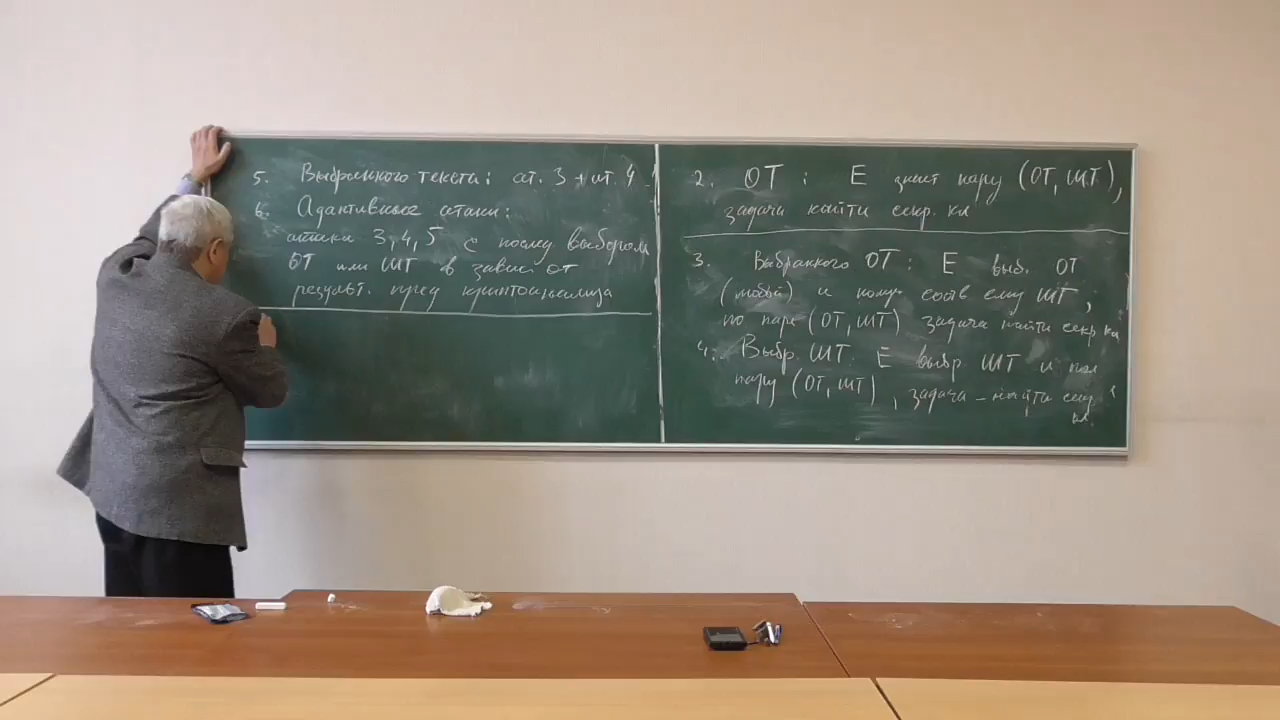 5. Выбранного текста: ат. 3 + ат. 4
6. Адативные атаки:
атаки 3, 4, 5 с послед выбором
ОТ или ШТ в завис от
результ. пред криптоанализа
2. ОТ: Е знает пару (ОТ, ШТ),
задача найти секр. кл
3. Выбранного ОТ: Е выб. ОТ
(любой) и соотв ему ШТ,
по паре (ОТ, ШТ) задача найти секр кл
4. Выбр. ШТ. Е выбр ШТ и пол
пару (ОТ, ШТ), задача - найти секр
кл.